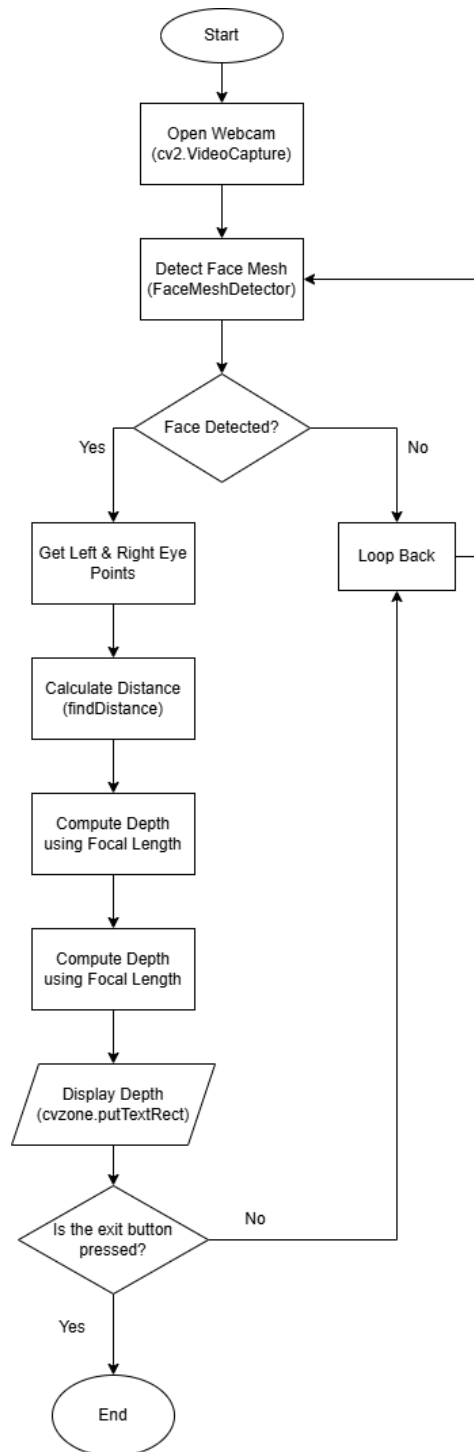 Start
Open Webcam
(cv2.VideoCapture)
Detect Face Mesh
(FaceMeshDetector)
Face Detected?
Yes
No
Get Left & Right Eye
Points
Loop Back
Calculate Distance
(findDistance)
Compute Depth
using Focal Length
Compute Depth
using Focal Length
Display Depth
(cvzone.putTextRect)
Is the exit button
pressed?
No
Yes
End